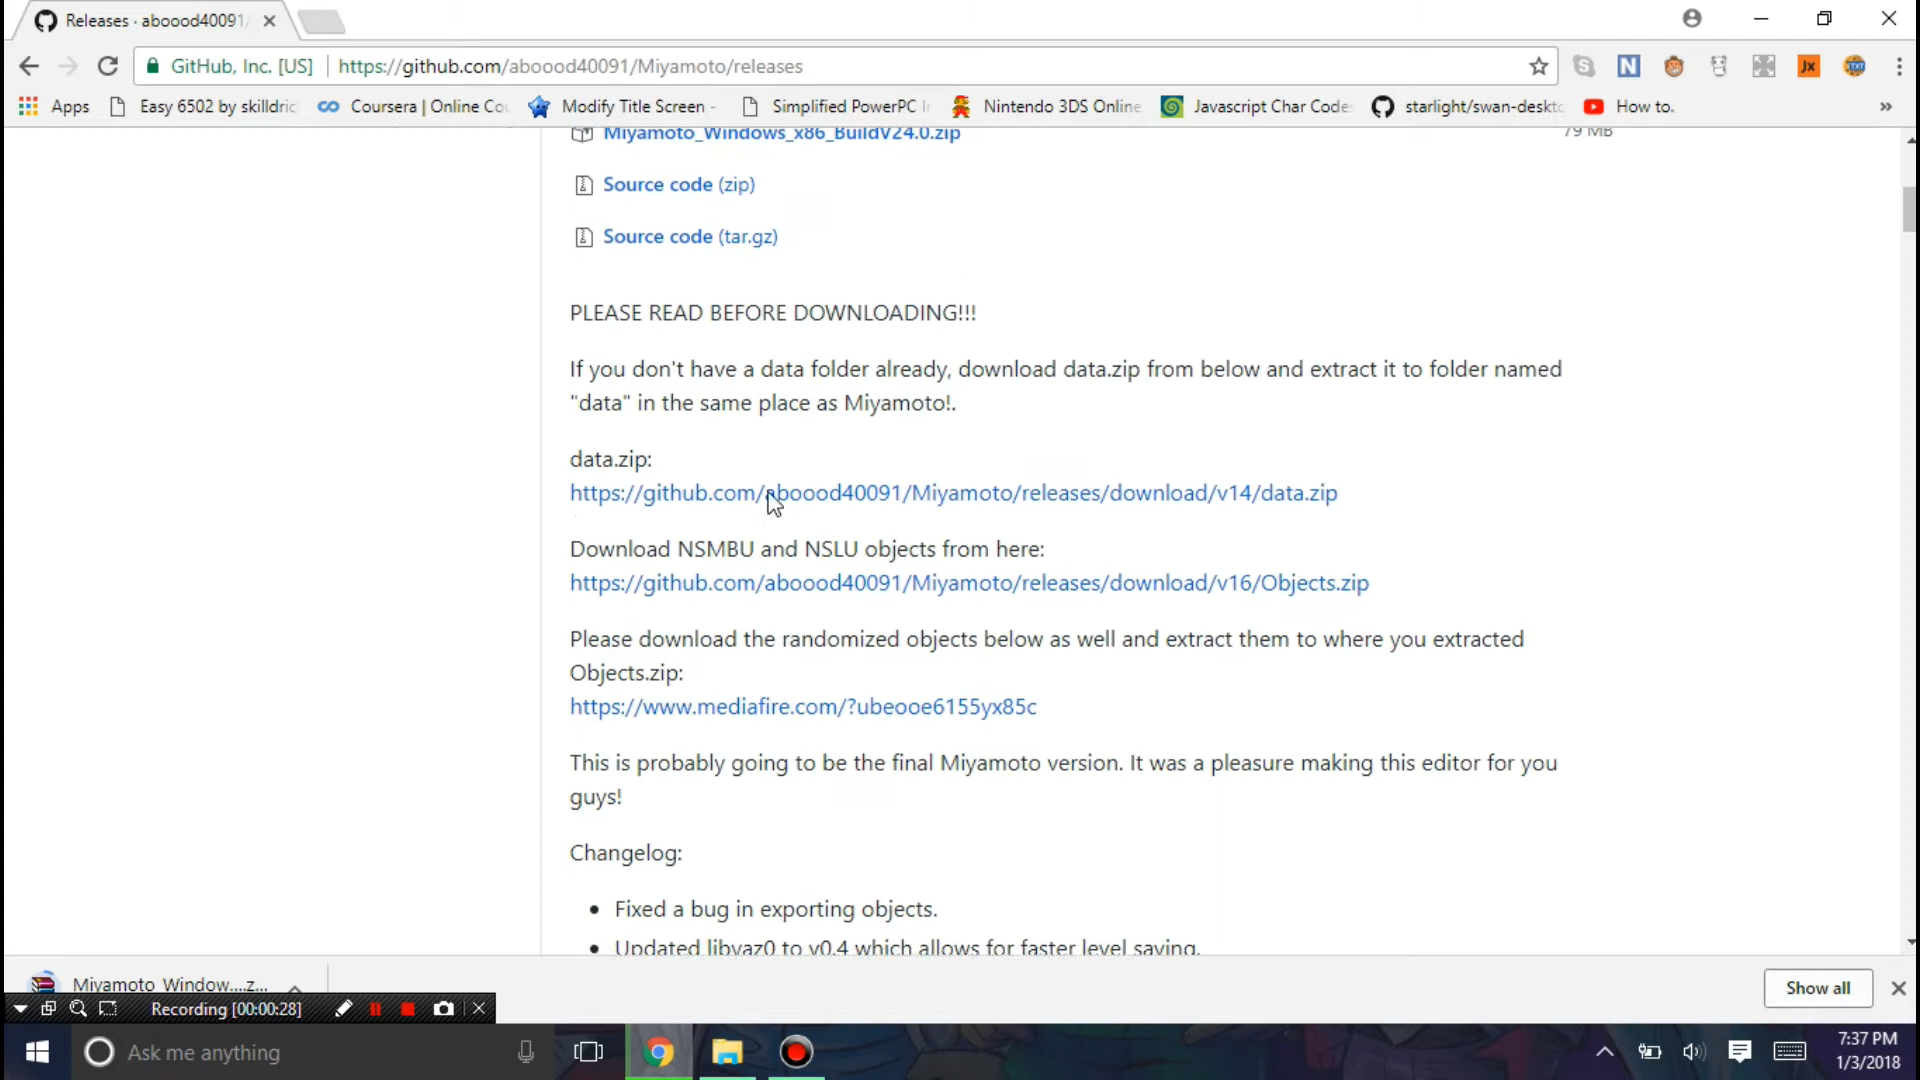 Releases · aboood40091/
GitHub, Inc. [US] https://github.com/aboood40091/Miyamoto/releases
Apps Easy 6502 by skilldric Coursera | Online Co Modify Title Screen - Simplified PowerPC I Nintendo 3DS Online Javascript Char Code starlight/swan-deskt How to. »
Miyamoto_Windows_x86_BuildV24.0.zip 79 MB
Source code (zip)
Source code (tar.gz)
PLEASE READ BEFORE DOWNLOADING!!!
If you don't have a data folder already, download data.zip from below and extract it to folder named
"data" in the same place as Miyamoto!.
data.zip:
https://github.com/aboood40091/Miyamoto/releases/download/v14/data.zip
Download NSMBU and NSLU objects from here:
https://github.com/aboood40091/Miyamoto/releases/download/v16/Objects.zip
Please download the randomized objects below as well and extract them to where you extracted
Objects.zip:
https://www.mediafire.com/?ubeooe6155yx85c
This is probably going to be the final Miyamoto version. It was a pleasure making this editor for you
guys!
Changelog:
• Fixed a bug in exporting objects.
• Updated libyaz0 to v0.4 which allows for faster level saving.
Miyamoto_Window....z... Show all
Recording [00:00:28]
Ask me anything
7:37 PM
1/3/2018